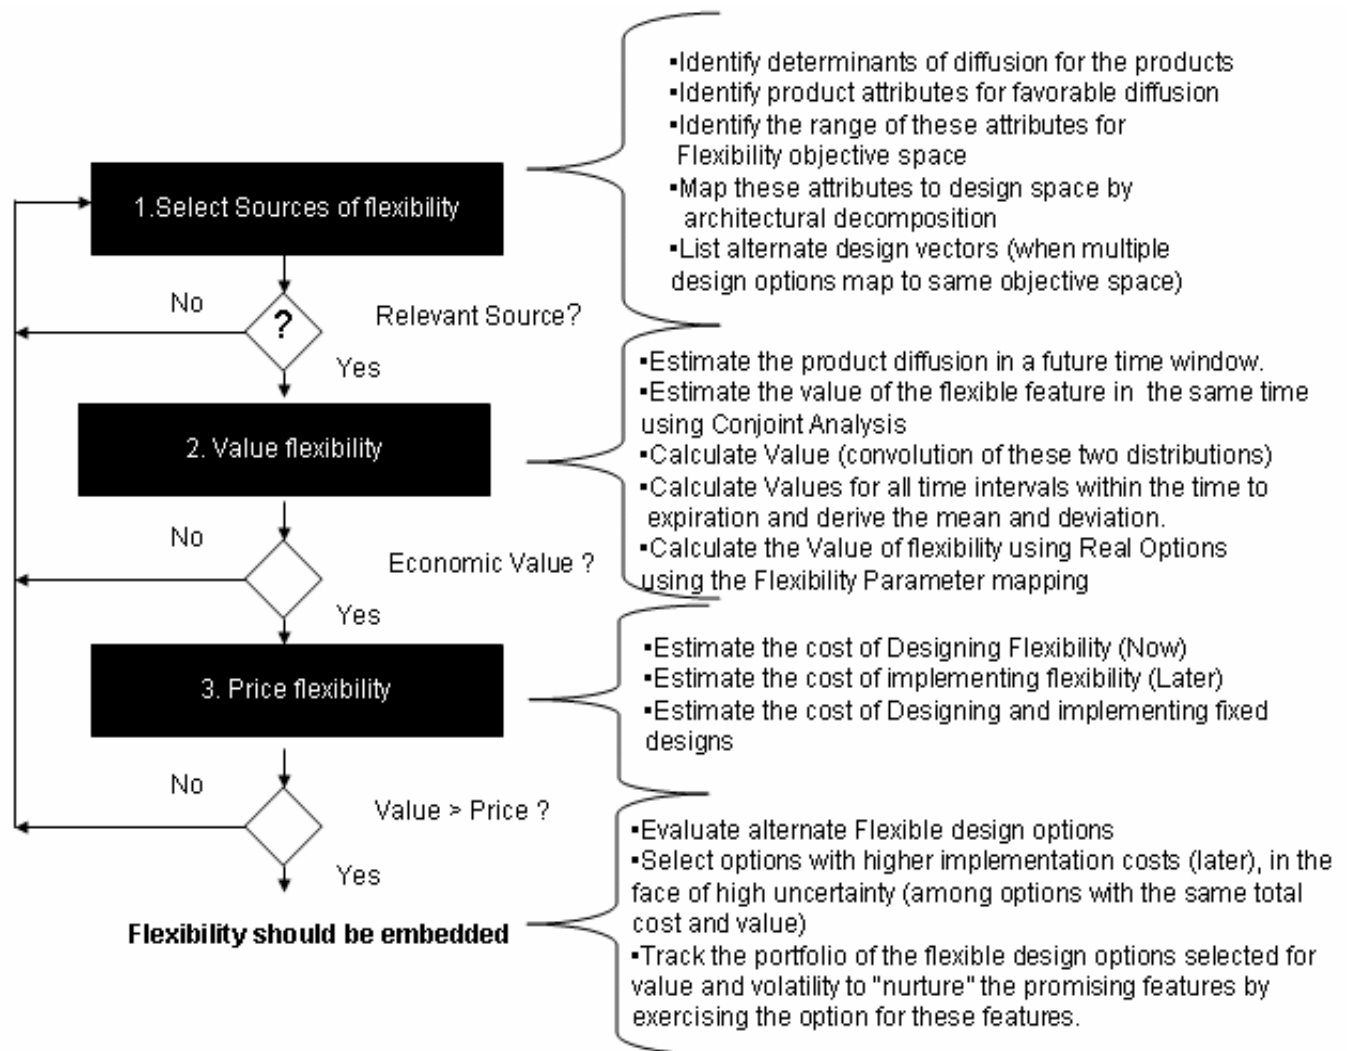 ▪Identify determinants of diffusion for the products
▪Identify product attributes for favorable diffusion
▪Identify the range of these attributes for
Flexibility objective space
▪Map these attributes to design space by
architectural decomposition
▪List alternate design vectors (when multiple
design options map to same objective space)
1.Select Sources of flexibility
No
?
Relevant Source?
Yes
▪Estimate the product diffusion in a future time window.
▪Estimate the value of the flexible feature in the same time
using Conjoint Analysis
▪Calculate Value (convolution of these two distributions)
▪Calculate Values for all time intervals within the time to
expiration and derive the mean and deviation.
▪Calculate the Value of flexibility using Real Options
using the Flexibility Parameter mapping
2. Value flexibility
No
Economic Value ?
Yes
▪Estimate the cost of Designing Flexibility (Now)
▪Estimate the cost of implementing flexibility (Later)
▪Estimate the cost of Designing and implementing fixed
designs
3. Price flexibility
No
Value > Price ?
Yes
Flexibility should be embedded
▪Evaluate alternate Flexible design options
▪Select options with higher implementation costs (later), in the
face of high uncertainty (among options with the same total
cost and value)
▪Track the portfolio of the flexible design options selected for
value and volatility to "nurture" the promising features by
exercising the option for these features.